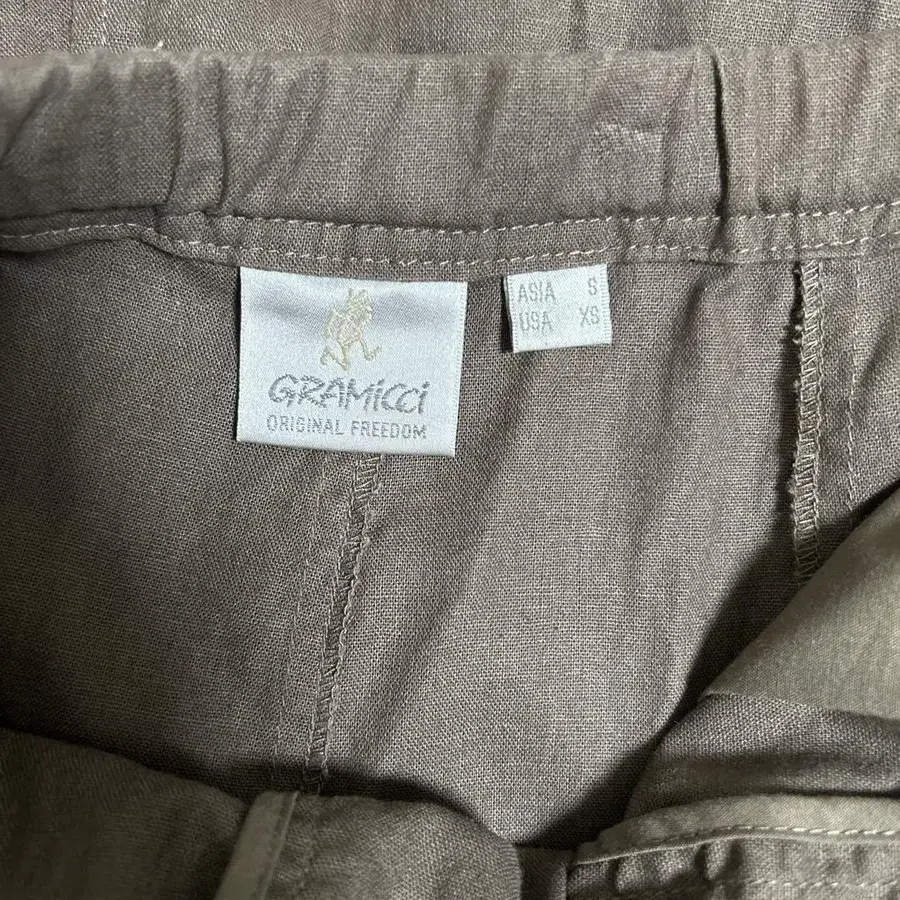 GRAMiCCi
ORIGINAL FREEDOM
ASIA S
USA XS